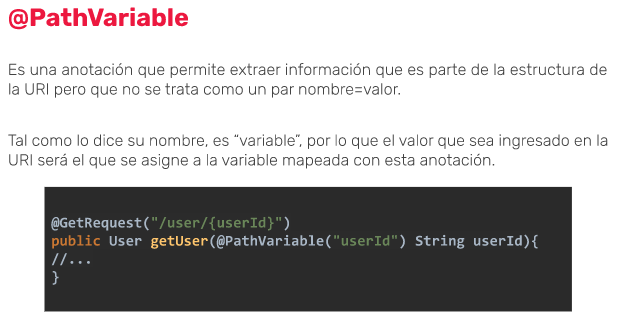 @PathVariable
Es una anotación que permite extraer información que es parte de la estructura de
la URI pero que no se trata como un par nombre=valor.
Tal como lo dice su nombre, es “variable”, por lo que el valor que sea ingresado en la
URI será el que se asigne a la variable mapeada con esta anotación.
@GetRequest("/user/{userId}")
public User getUser(@PathVariable("userId") String userId){
//...
}